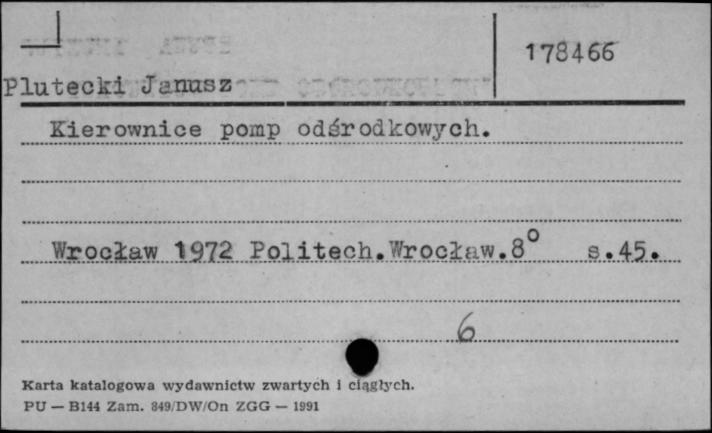 178466
Plutecki Janusz
Kierownice pomp odśrodkowych.
Wrocław 1972 Politech.Wrocław.8° s.45.
6
Karta katalogowa wydawnictw zwartych i ciągłych.
PU — B144 Zam. 849/DW/On ZGG — 1991